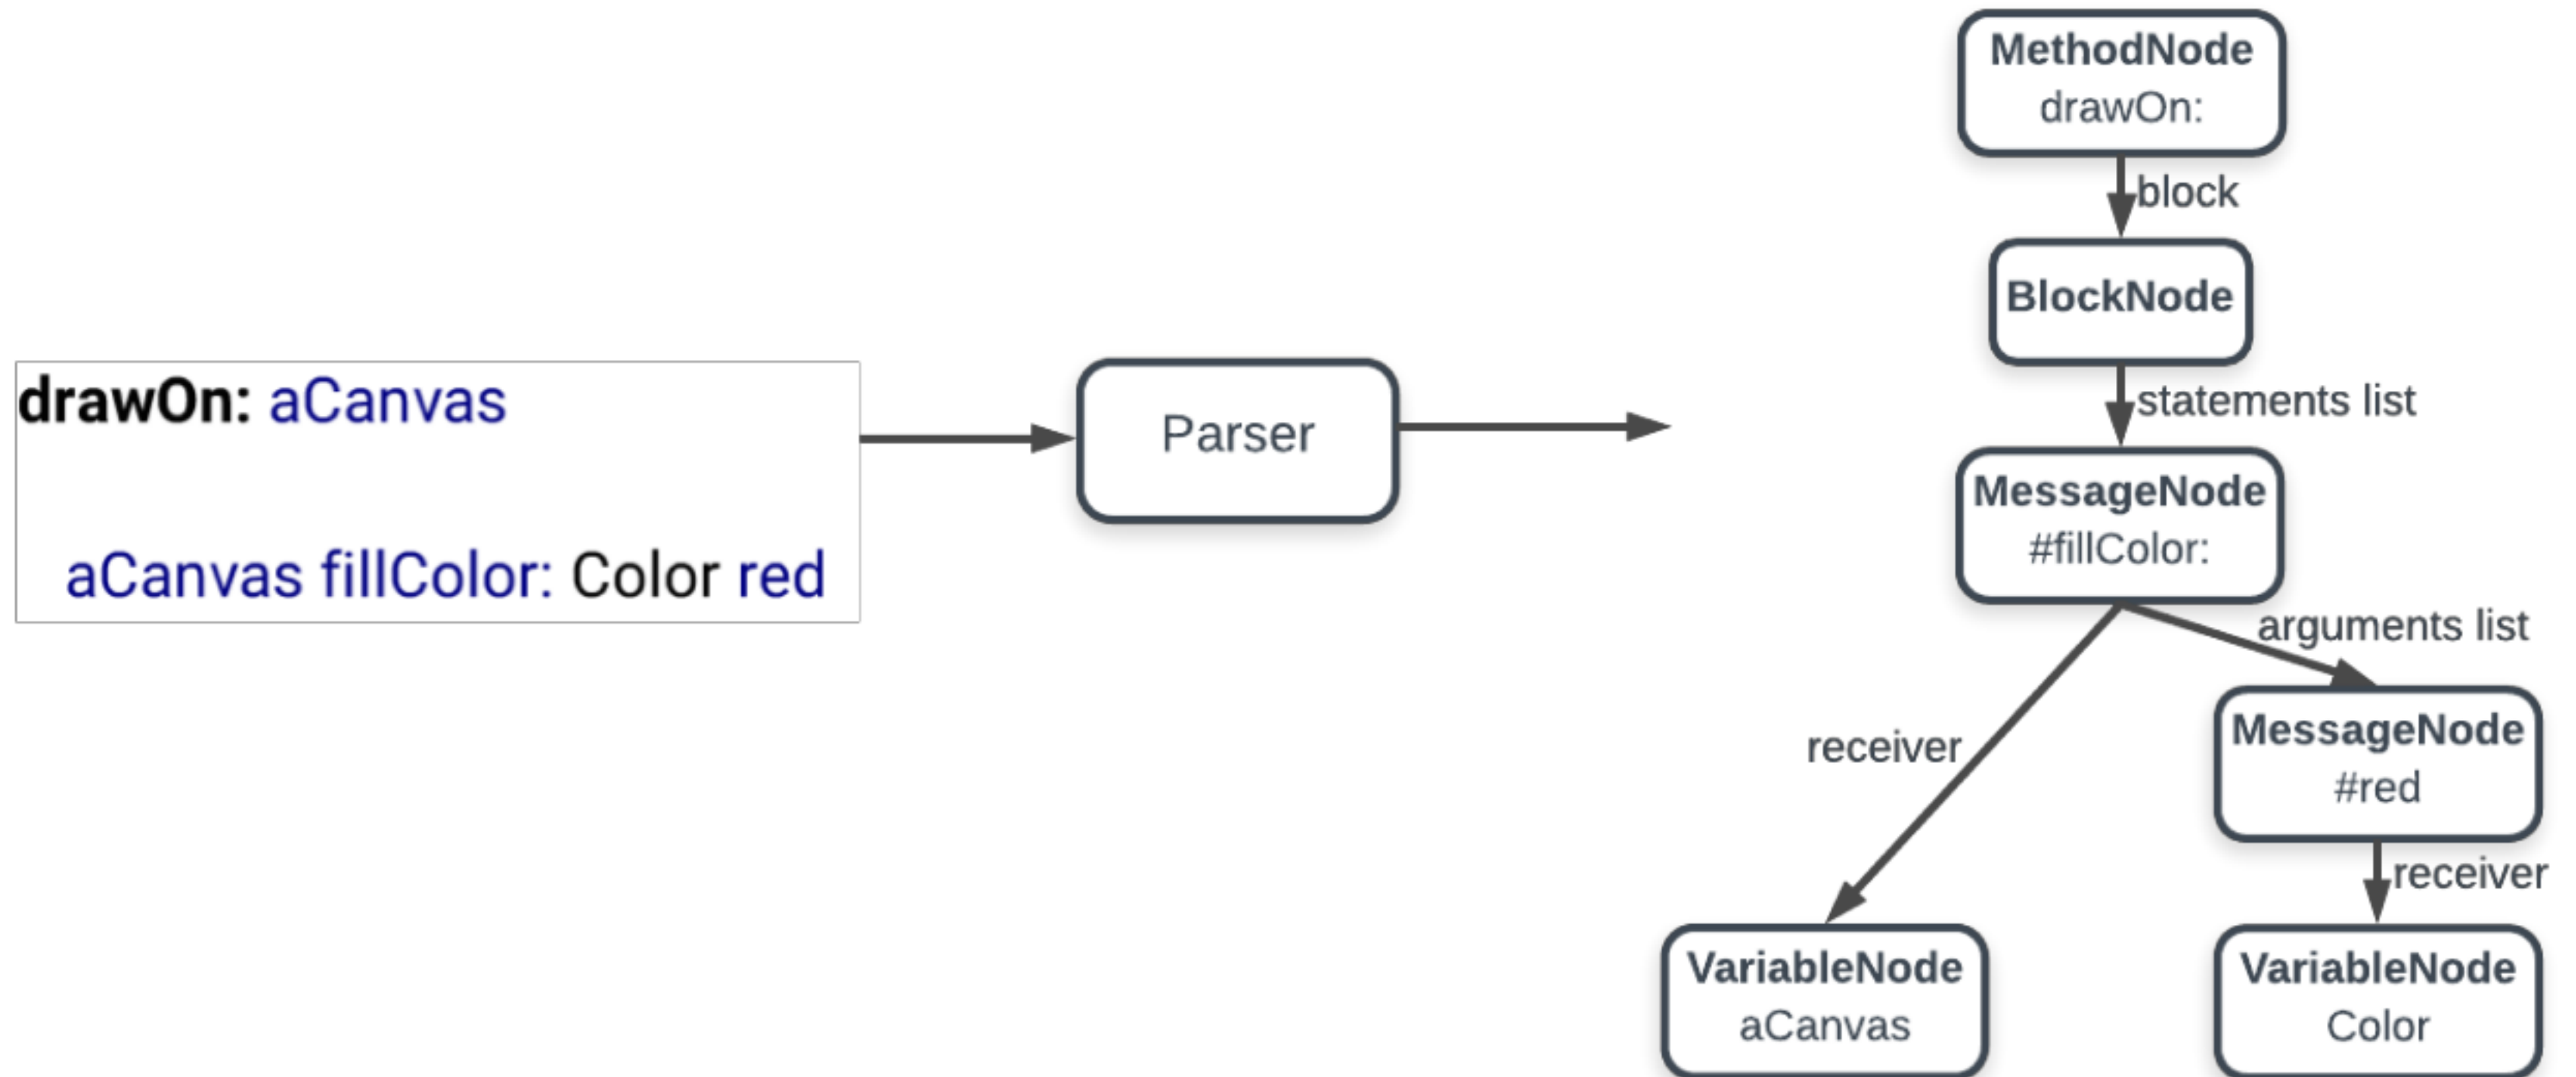 drawOn: aCanvas
aCanvas fillColor: Color red
Parser
MethodNode
drawOn:
block
BlockNode
statements list
MessageNode
#fillColor:
arguments list
receiver
MessageNode
#red
receiver
VariableNode
aCanvas
VariableNode
Color